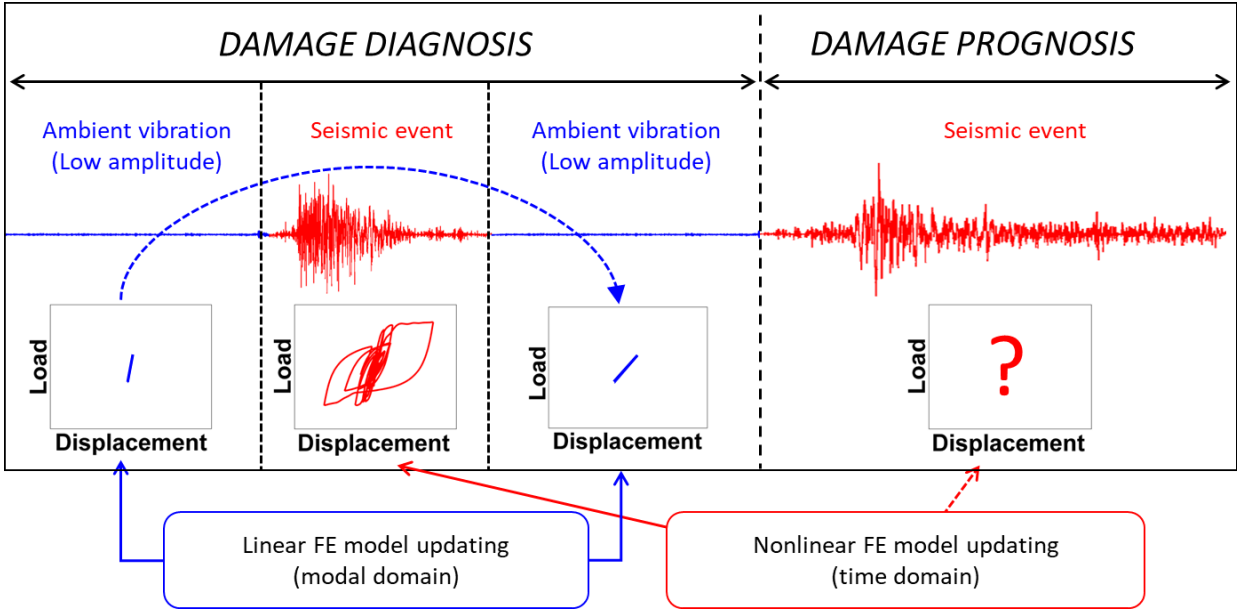 DAMAGE DIAGNOSIS
DAMAGE PROGNOSIS
Ambient vibration
(Low amplitude)
Seismic event
Ambient vibration
(Low amplitude)
Seismic event
Load
Displacement
Load
Displacement
Load
Displacement
Load
?
Displacement
Linear FE model updating
(modal domain)
Nonlinear FE model updating
(time domain)